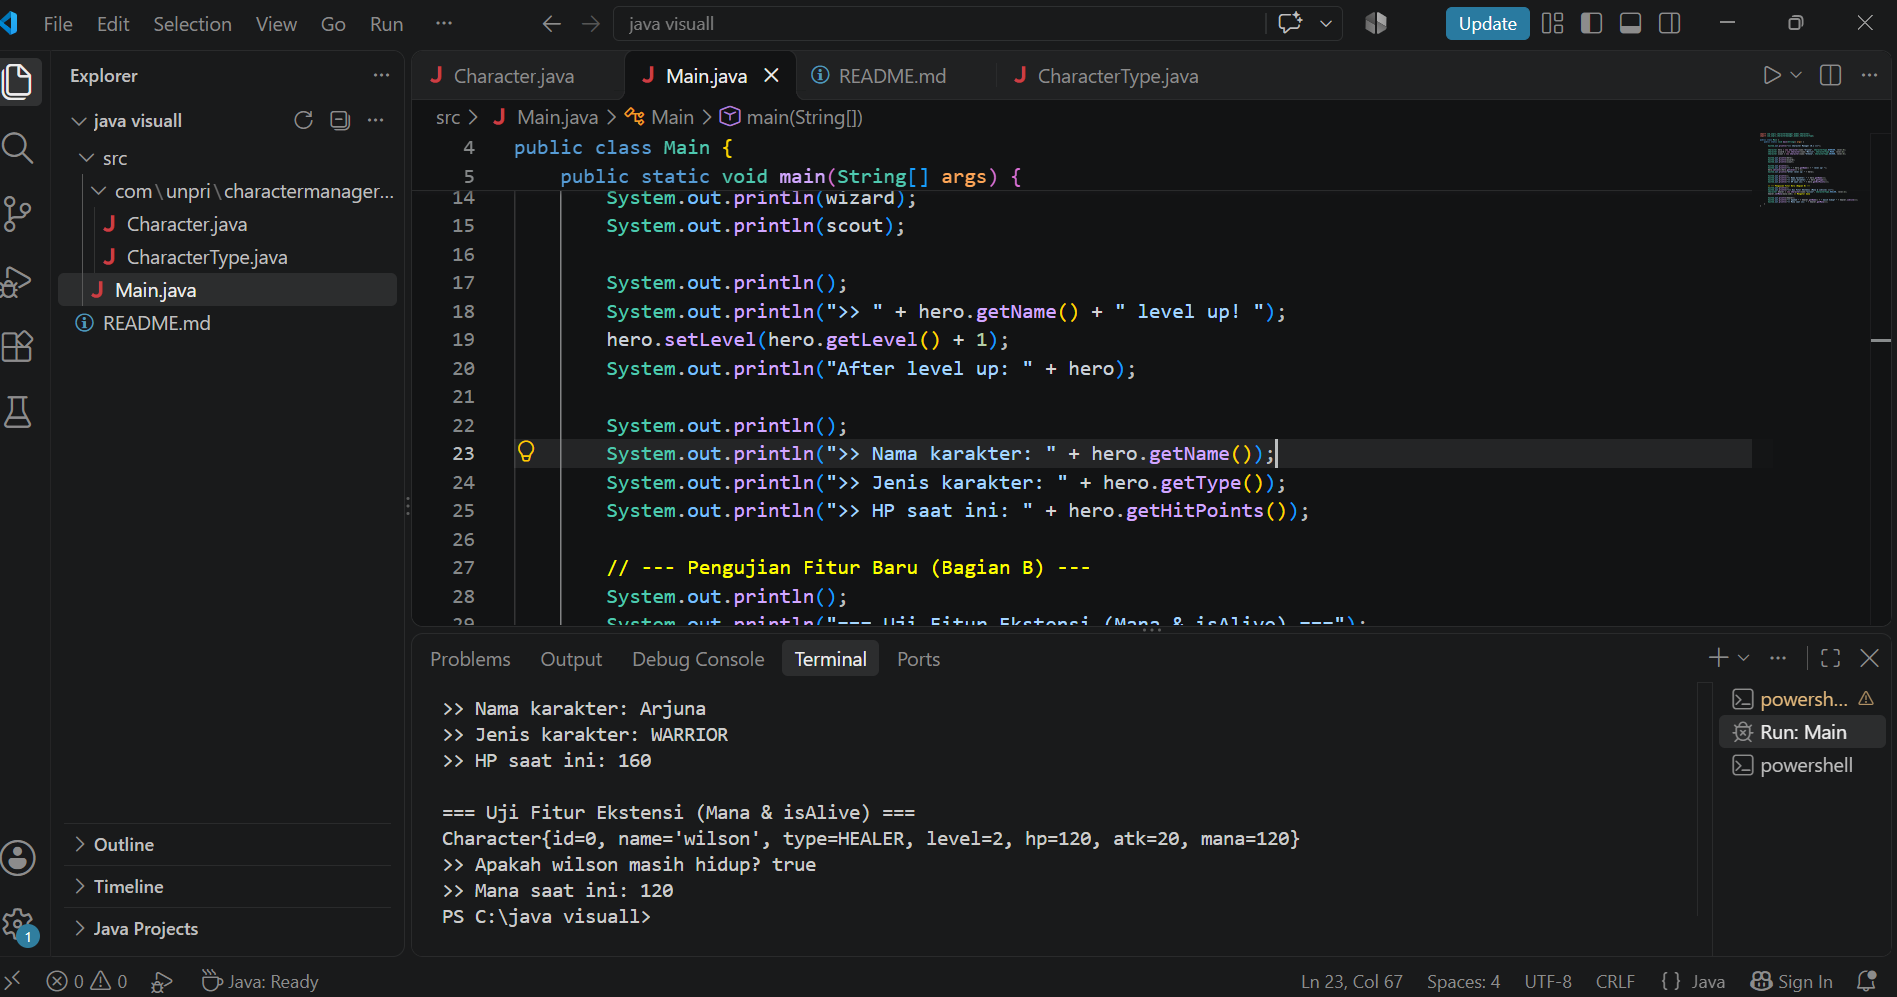 File Edit Selection View Go Run ···
java visuall
Update
Explorer
java visuall
src
com\unpri\charactermanager...
Character.java
CharacterType.java
Main.java
README.md
Outline
Timeline
Java Projects
1
Character.java Main.java README.md CharacterType.java
src > Main.java > Main > main(String[])
4 public class Main {
5 public static void main(String[] args) {
14 System.out.println(wizard);
15 System.out.println(scout);
16
17 System.out.println();
18 System.out.println(">> " + hero.getName() + " level up! ");
19 hero.setLevel(hero.getLevel() + 1);
20 System.out.println("After level up: " + hero);
21
22 System.out.println();
23 System.out.println(">> Nama karakter: " + hero.getName());
24 System.out.println(">> Jenis karakter: " + hero.getType());
25 System.out.println(">> HP saat ini: " + hero.getHitPoints());
26
27 // --- Pengujian Fitur Baru (Bagian B) ---
28 System.out.println();
29 System.out.println("=== Uji Fitur Ekstensi (Mana & isAlive) ===");
Problems Output Debug Console Terminal Ports
>> Nama karakter: Arjuna
>> Jenis karakter: WARRIOR
>> HP saat ini: 160
=== Uji Fitur Ekstensi (Mana & isAlive) ===
Character{id=0, name='wilson', type=HEALER, level=2, hp=120, atk=20, mana=120}
>> Apakah wilson masih hidup? true
>> Mana saat ini: 120
PS C:\java visuall>
powersh...
Run: Main
powershell
0 0 Java: Ready Ln 23, Col 67 Spaces: 4 UTF-8 CRLF {} Java Sign In